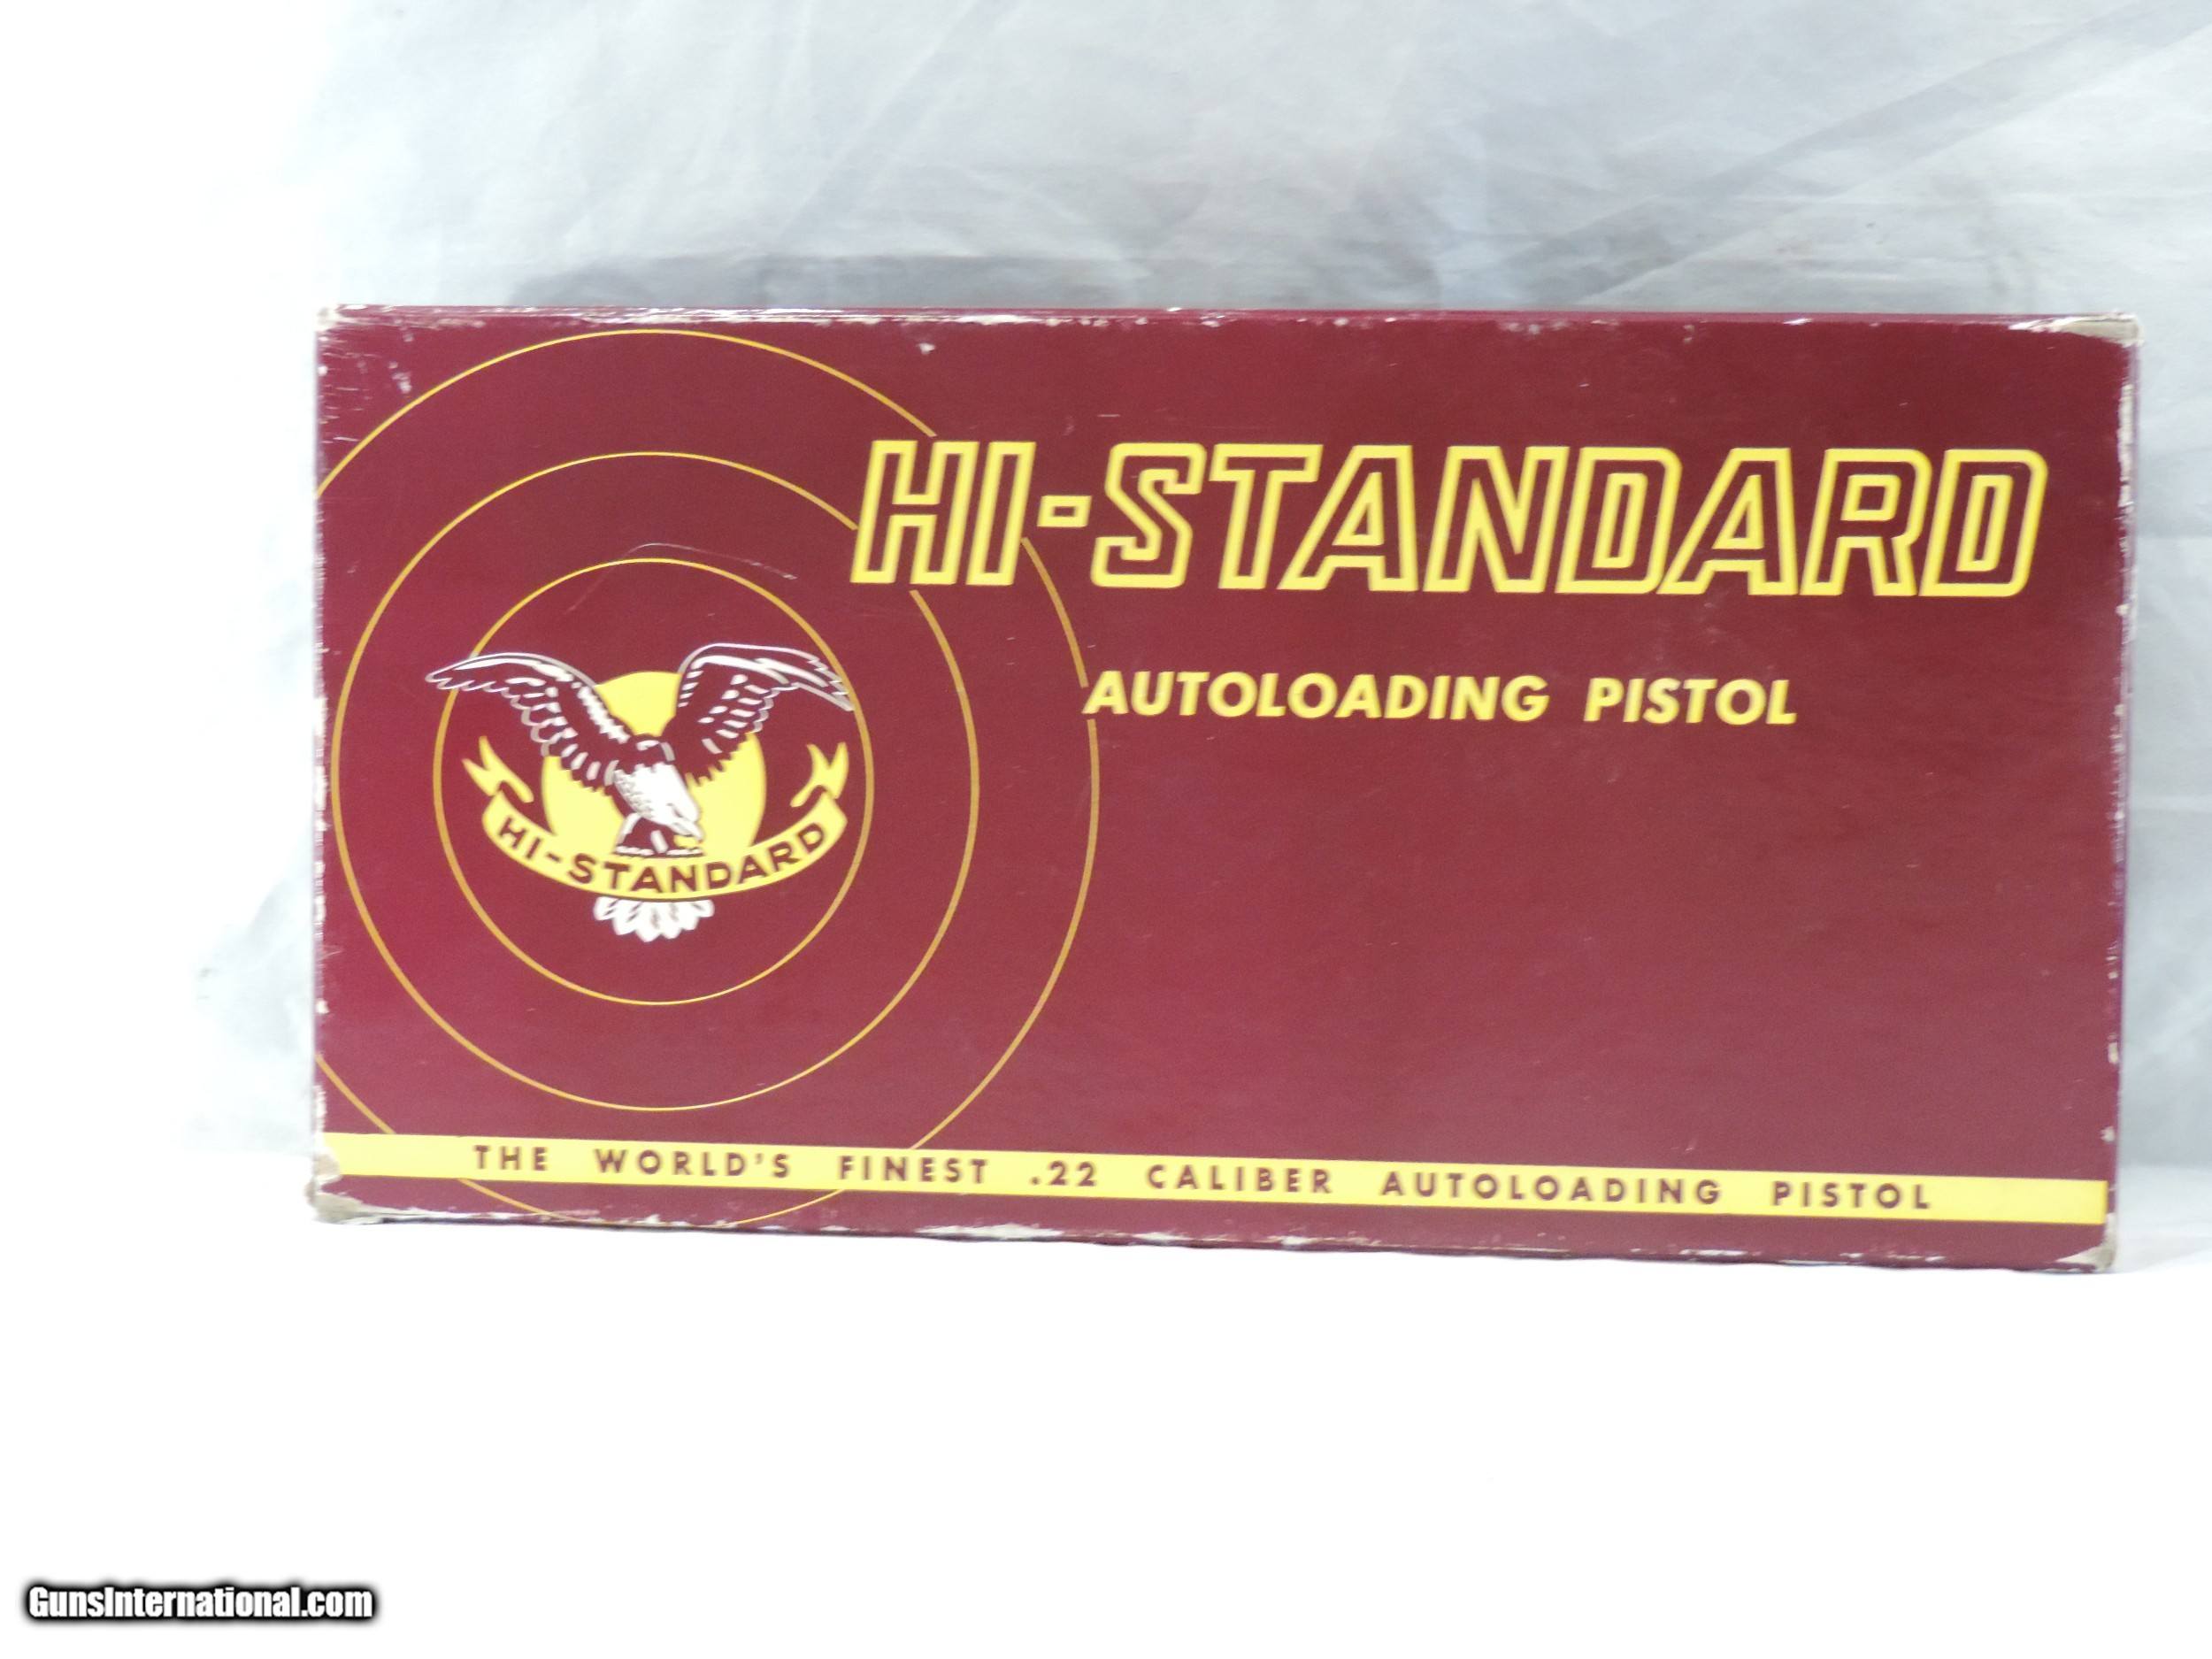 HI-STANDARD
AUTOLOADING PISTOL
HI-STANDARD
THE WORLD'S FINEST .22 CALIBER AUTOLOADING PISTOL
GunsInternational.com